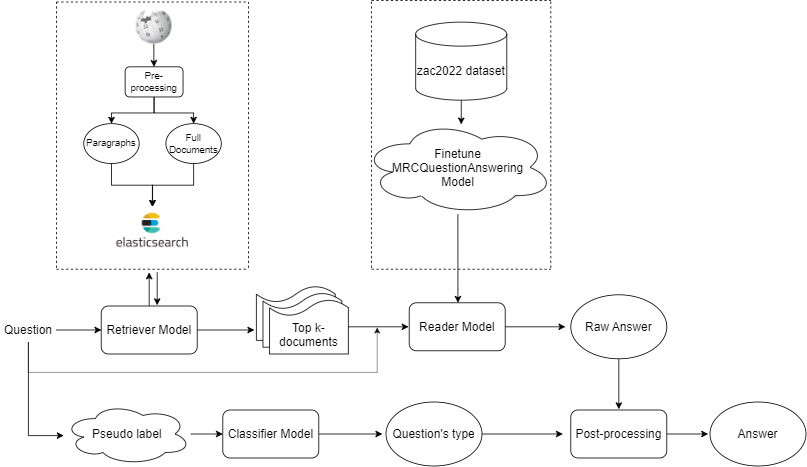 Pre-
processing
Paragraphs
Full
Documents
elasticsearch
zac2022 dataset
Finetune
MRCQuestionAnswering
Model
Question
Retriever Model
Top k-
documents
Reader Model
Raw Answer
Pseudo label
Classifier Model
Question's type
Post-processing
Answer